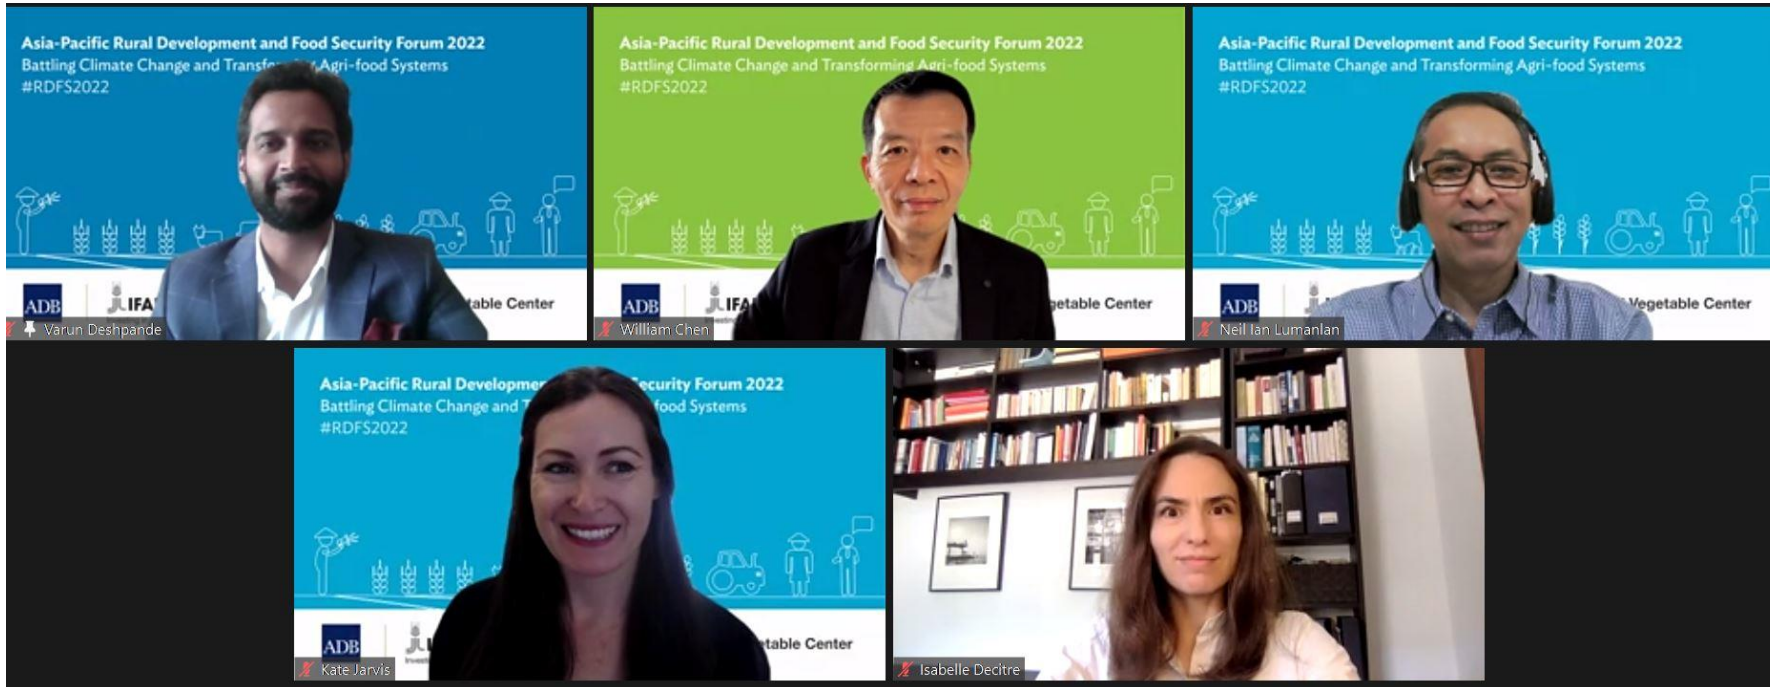 Asia-Pacific Rural Development and Food Security Forum 2022
Battling Climate Change and Transforming Agri-food Systems
#RDFS2022
ADB
IFA
table Center
Varun Deshpande
Asia-Pacific Rural Development and Food Security Forum 2022
Battling Climate Change and Transforming Agri-food Systems
#RDFS2022
ADB
IFA
getable Center
William Chen
Asia-Pacific Rural Development and Food Security Forum 2022
Battling Climate Change and Transforming Agri-food Systems
#RDFS2022
ADB
Vegetable Center
Neil Ian Lumanlan
Asia-Pacific Rural Developme Security Forum 2022
Battling Climate Change and T food Systems
#RDFS2022
ADB
etable Center
Kate Jarvis
Isabelle Decitre